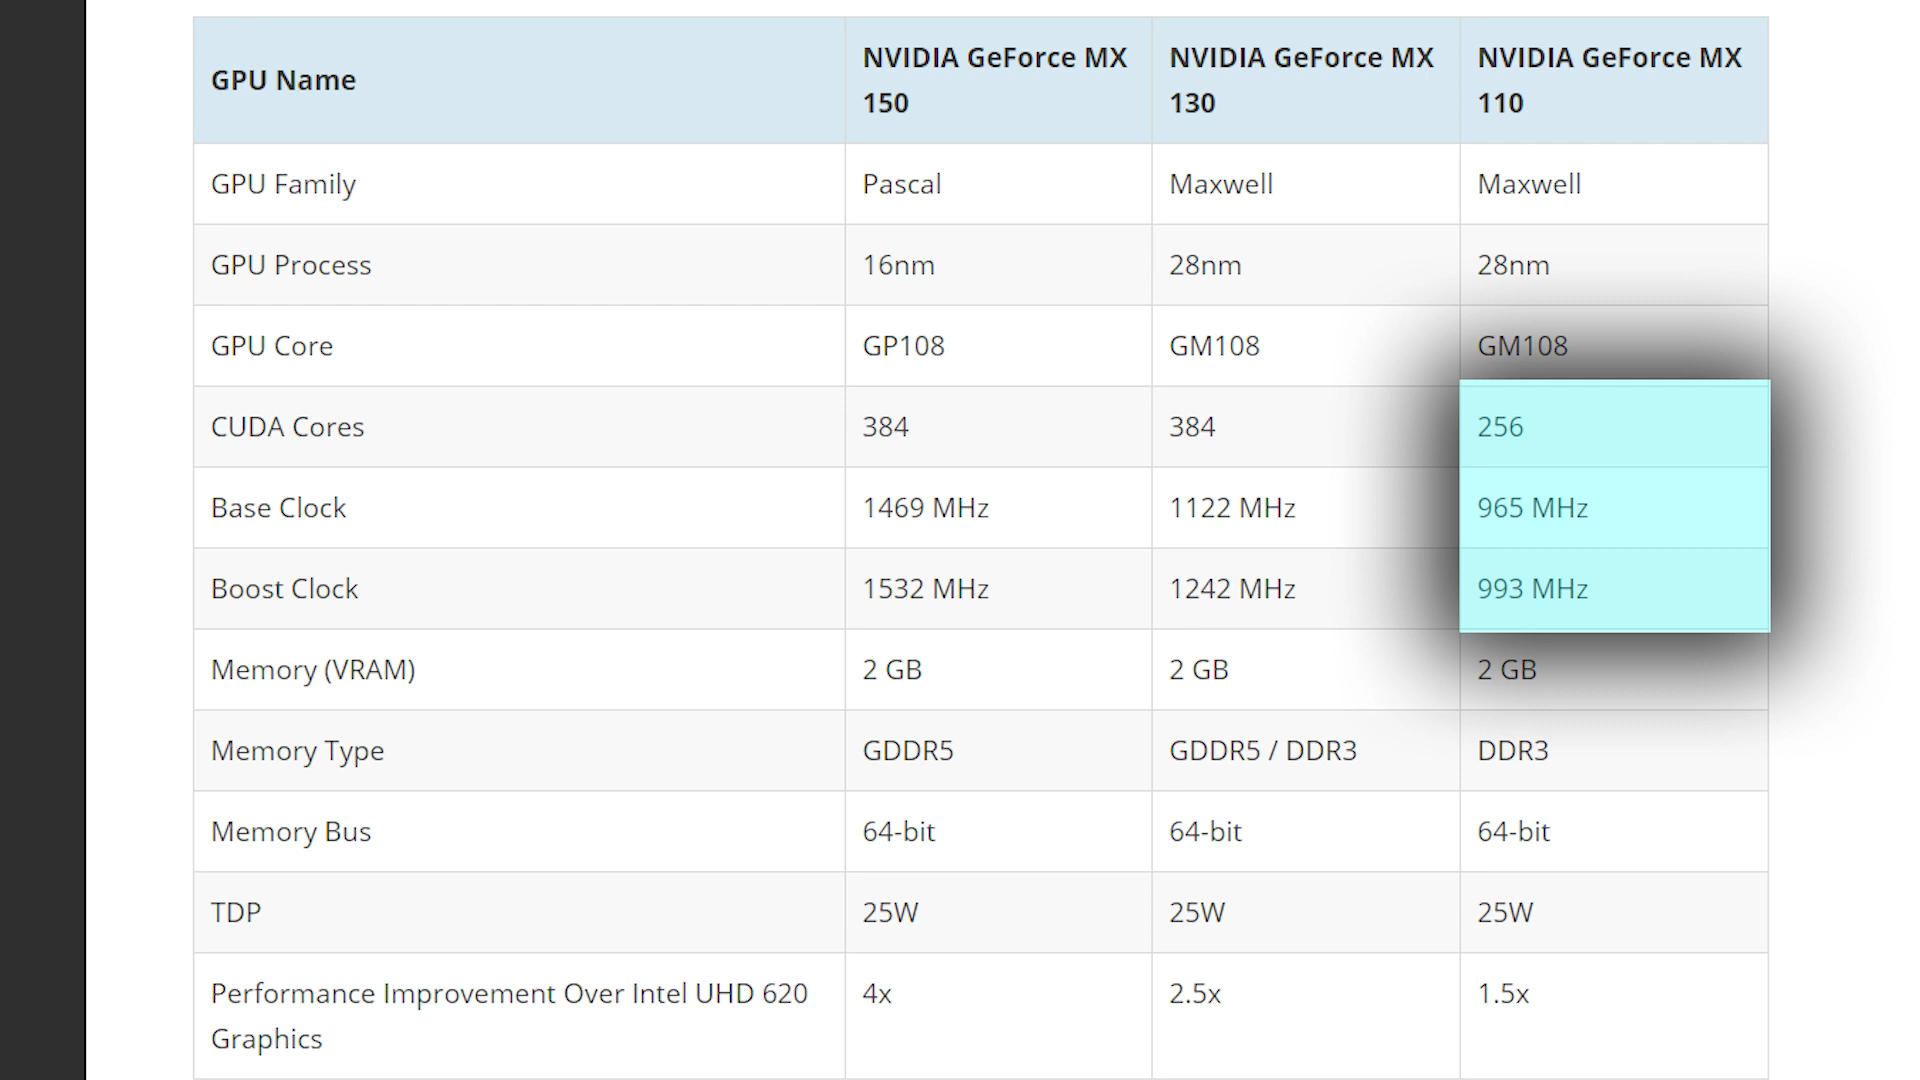 GPU Name NVIDIA GeForce MX 150 NVIDIA GeForce MX 130 NVIDIA GeForce MX 110
GPU Family Pascal Maxwell Maxwell
GPU Process 16nm 28nm 28nm
GPU Core GP108 GM108 GM108
CUDA Cores 384 384 256
Base Clock 1469 MHz 1122 MHz 965 MHz
Boost Clock 1532 MHz 1242 MHz 993 MHz
Memory (VRAM) 2 GB 2 GB 2 GB
Memory Type GDDR5 GDDR5 / DDR3 DDR3
Memory Bus 64-bit 64-bit 64-bit
TDP 25W 25W 25W
Performance Improvement Over Intel UHD 620 4x 2.5x 1.5x
Graphics